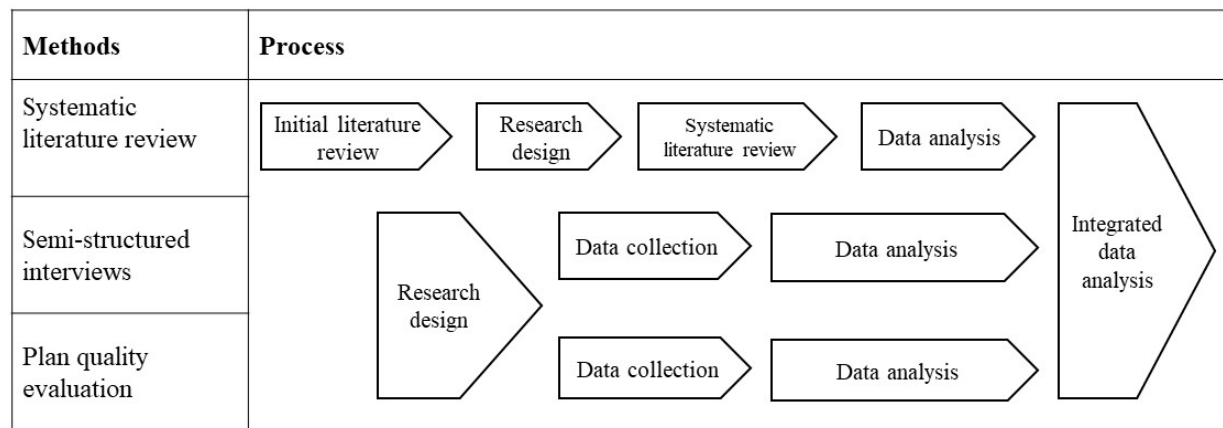 Methods
Process
Systematic
literature review
Initial literature
review
Research
design
Systematic
literature review
Data analysis
Semi-structured
interviews
Data collection
Data analysis
Integrated
data
analysis
Research
design
Plan quality
evaluation
Data collection
Data analysis